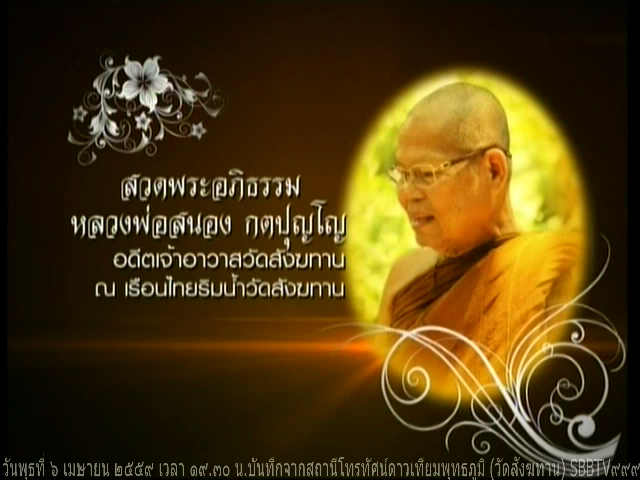 สวดพระอภิธรรม
หลวงพ่อสนอง กตปุญฺโญ
อดีตเจ้าอาวาสวัดสังฆทาน
ณ เรือนไทยริมน้ำวัดสังฆทาน
วันพุธที่ ๖ เมษายน ๒๕๕๙ เวลา ๑๙.๓๐ น.บันทึกจากสถานีโทรทัศน์ดาวเทียมพุทธภูมิ (วัดสังฆทาน) SBBTV๙๙๙